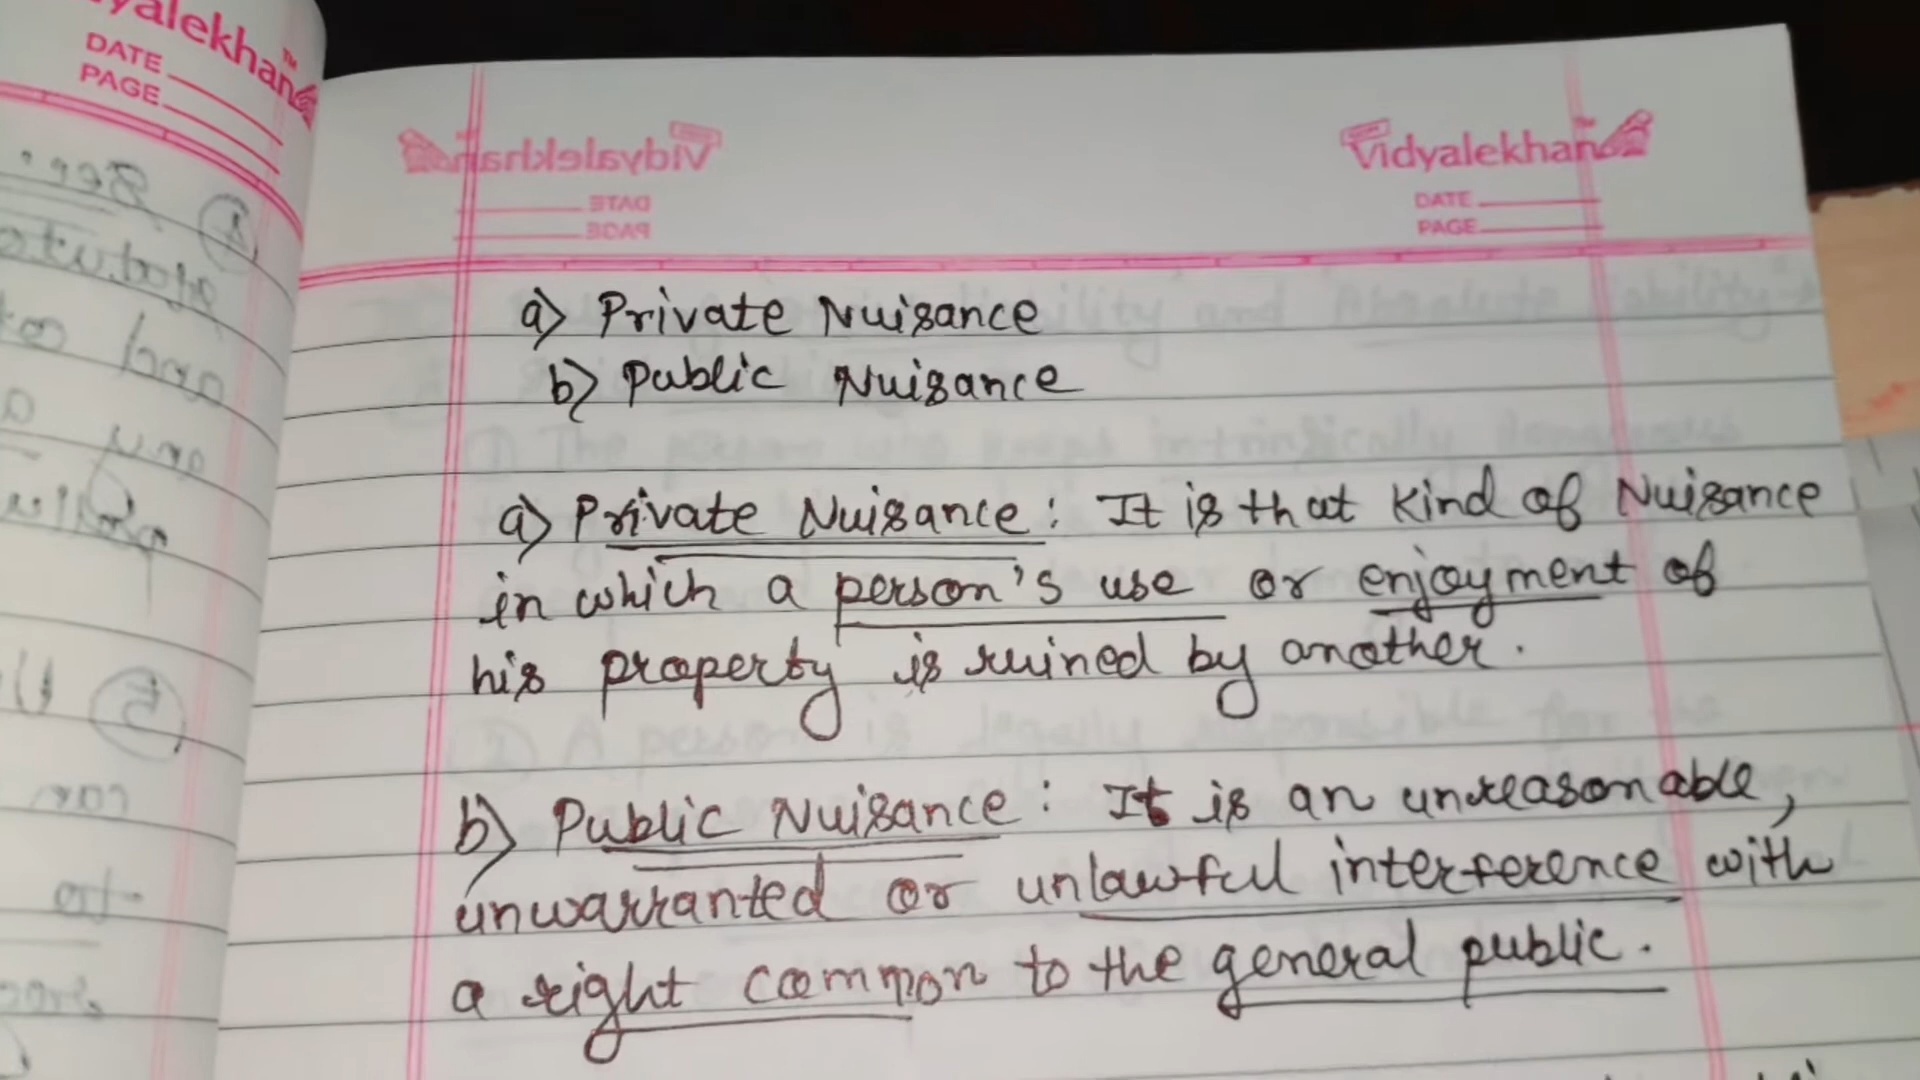 yalekhan
DATE
PAGE
Vidyalekhan
DATE
PAGE
a) Private Nuisance
b) Public Nuisance
a) Private Nuisance: It is that kind of Nuisance
in which a person's use or enjoyment of
his property is ruined by another.
b) Public Nuisance: It is an unreasonable,
unwarranted or unlawful interference with
a right common to the general public.